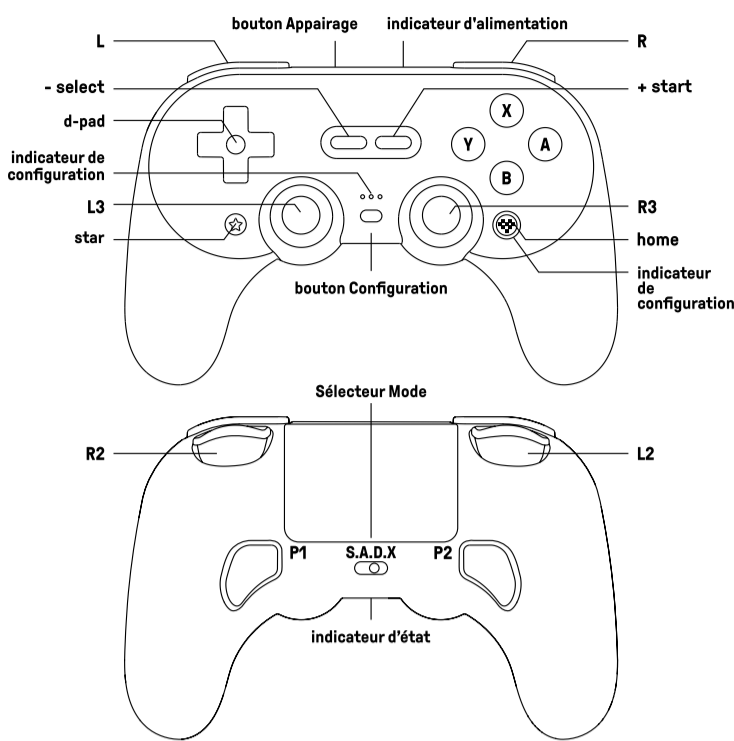 bouton Appairage
indicateur d'alimentation
L
R
- select
+ start
d-pad
X
Y
A
B
indicateur de
configuration
L3
R3
star
home
indicateur
de
configuration
bouton Configuration
Sélecteur Mode
R2
L2
P1
S.A.D.X
P2
indicateur d'état